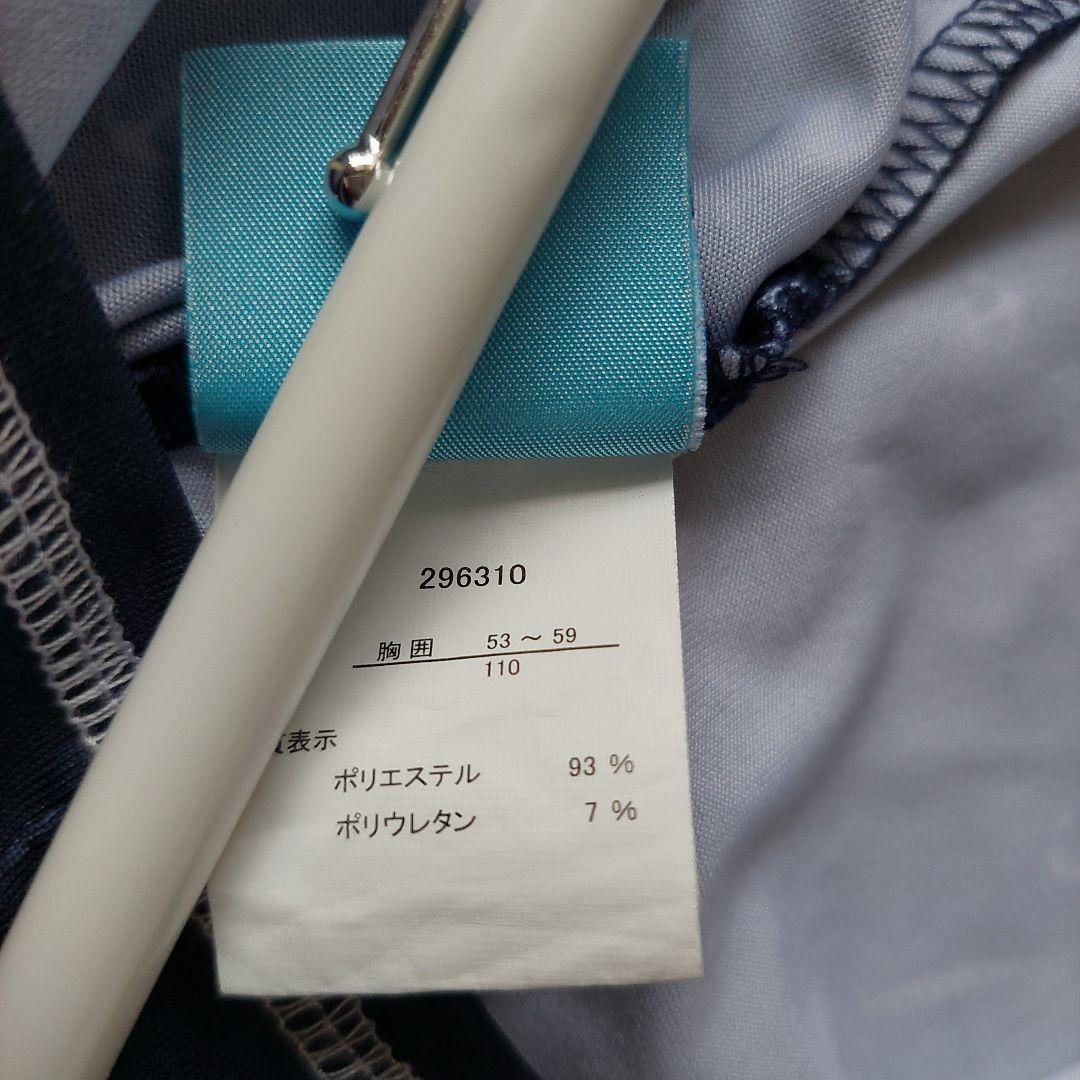 296310
胸囲 53 ～ 59
110
表示
ポリエステル 93 %
ポリウレタン 7 %